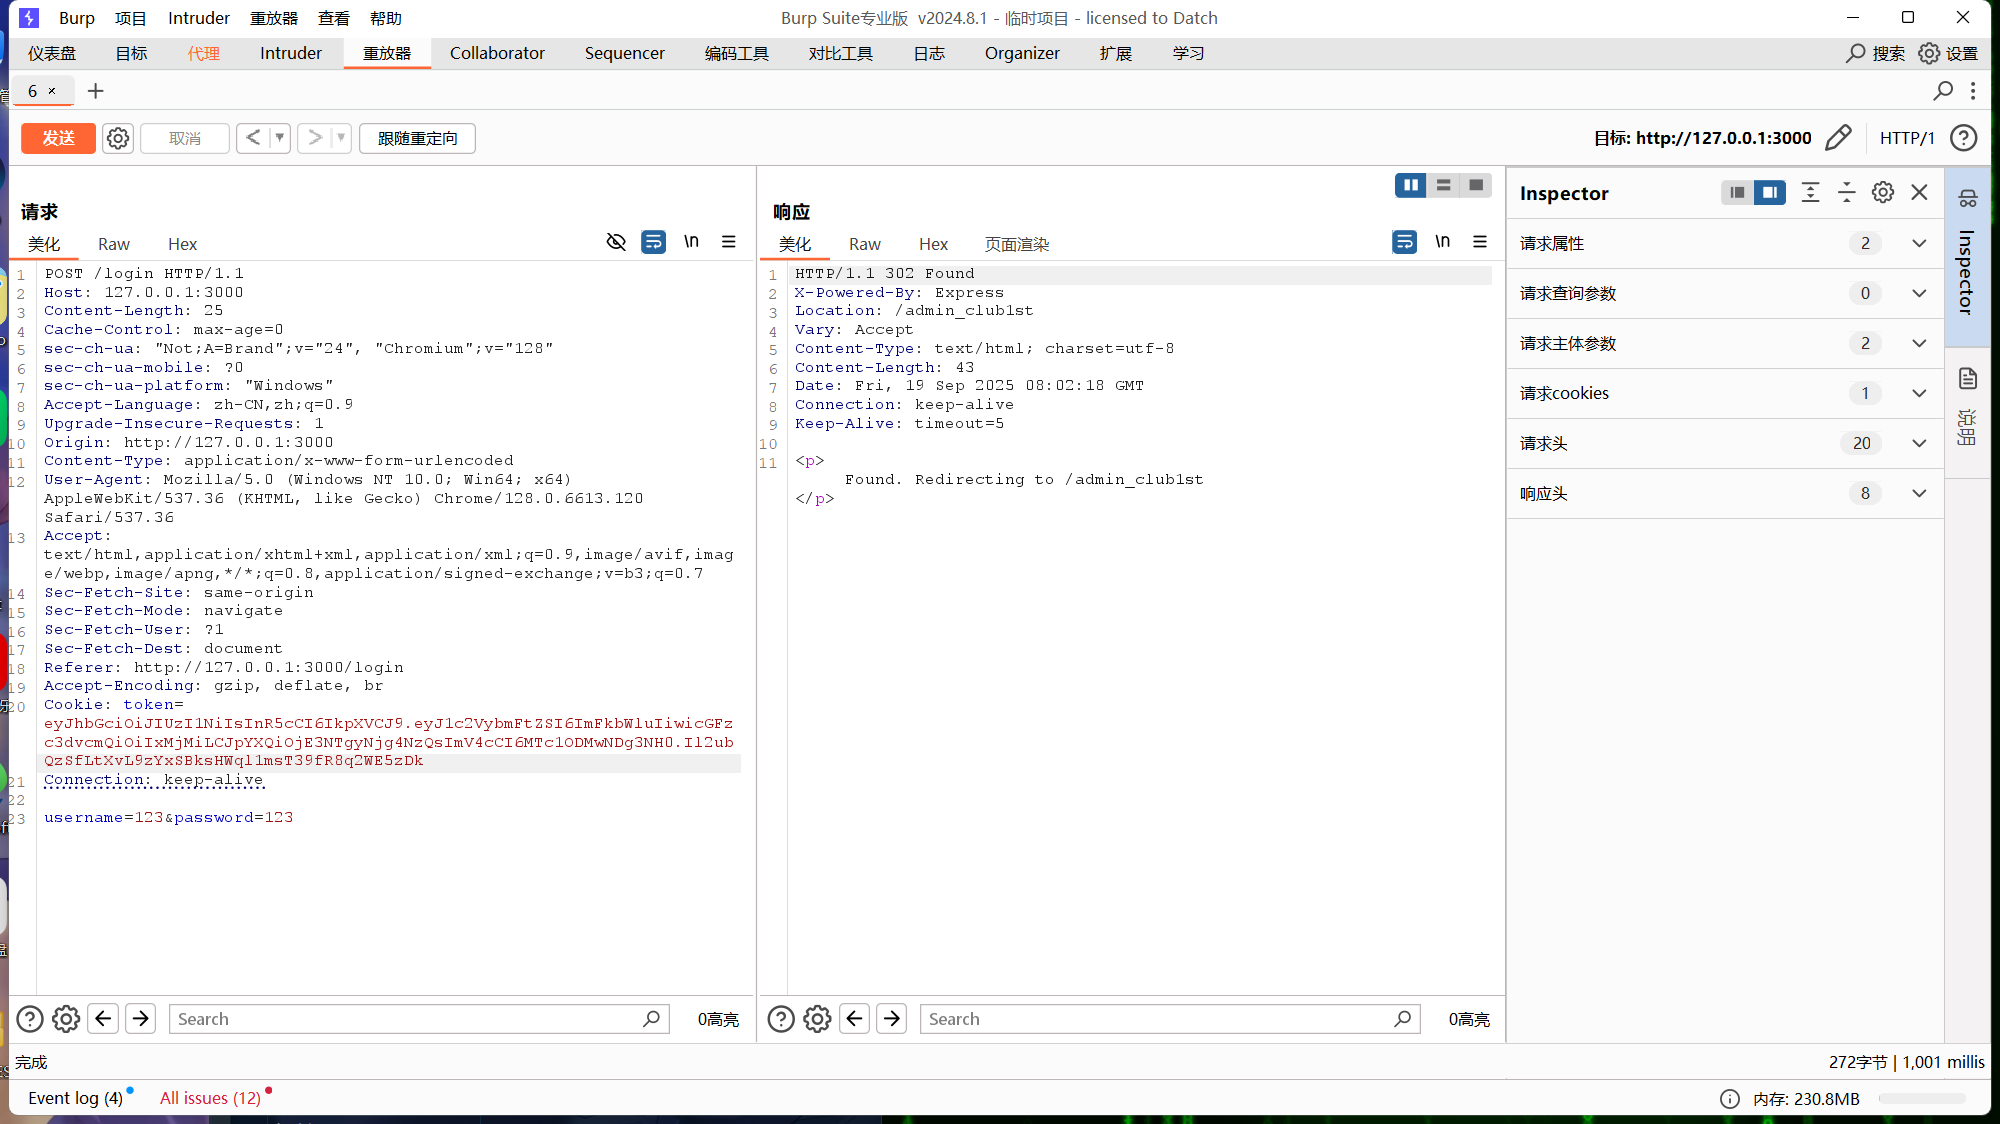 Burp 项目 Intruder 重放器 查看 帮助 Burp Suite专业版 v2024.8.1 - 临时项目 - licensed to Datch
仪表盘 目标 代理 Intruder 重放器 Collaborator Sequencer 编码工具 对比工具 日志 Organizer 扩展 学习 搜索 设置
6 × +
发送 取消 < > 跟随重定向 目标: http://127.0.0.1:3000 HTTP/1
请求
美化 Raw Hex \n
1 POST /login HTTP/1.1
2 Host: 127.0.0.1:3000
3 Content-Length: 25
4 Cache-Control: max-age=0
5 sec-ch-ua: "Not;A=Brand";v="24", "Chromium";v="128"
6 sec-ch-ua-mobile: ?0
7 sec-ch-ua-platform: "Windows"
8 Accept-Language: zh-CN,zh;q=0.9
9 Upgrade-Insecure-Requests: 1
10 Origin: http://127.0.0.1:3000
11 Content-Type: application/x-www-form-urlencoded
12 User-Agent: Mozilla/5.0 (Windows NT 10.0; Win64; x64)
AppleWebKit/537.36 (KHTML, like Gecko) Chrome/128.0.6613.120
Safari/537.36
13 Accept:
text/html,application/xhtml+xml,application/xml;q=0.9,image/avif,imag
e/webp,image/apng,*/*;q=0.8,application/signed-exchange;v=b3;q=0.7
14 Sec-Fetch-Site: same-origin
15 Sec-Fetch-Mode: navigate
16 Sec-Fetch-User: ?1
17 Sec-Fetch-Dest: document
18 Referer: http://127.0.0.1:3000/login
19 Accept-Encoding: gzip, deflate, br
20 Cookie: token=
eyJhbGciOiJIUzI1NiIsInR5cCI6IkpXVCJ9.eyJ1c2VybmFtZSI6ImFkbWluIiwicGFz
c3dvcmQiOiIxMjMiLCJpYXQiOjE3NTgyNjg4NzQsImV4cCI6MTc1ODMwNDg3NH0.Il2ub
QzSfLtXvL9zYxSBksHWql1msT39fR8q2WE5zDk
21 Connection: keep-alive
22
23 username=123&password=123
响应
美化 Raw Hex 页面渲染 \n
1 HTTP/1.1 302 Found
2 X-Powered-By: Express
3 Location: /admin_club1st
4 Vary: Accept
5 Content-Type: text/html; charset=utf-8
6 Content-Length: 43
7 Date: Fri, 19 Sep 2025 08:02:18 GMT
8 Connection: keep-alive
9 Keep-Alive: timeout=5
10
11 <p>
Found. Redirecting to /admin_club1st
</p>
Inspector
请求属性 2
请求查询参数 0
请求主体参数 2
请求cookies 1
请求头 20
响应头 8
Inspector
说明
Search 0高亮
Search 0高亮
完成 272字节 | 1,001 millis
Event log (4) All issues (12) 内存: 230.8MB